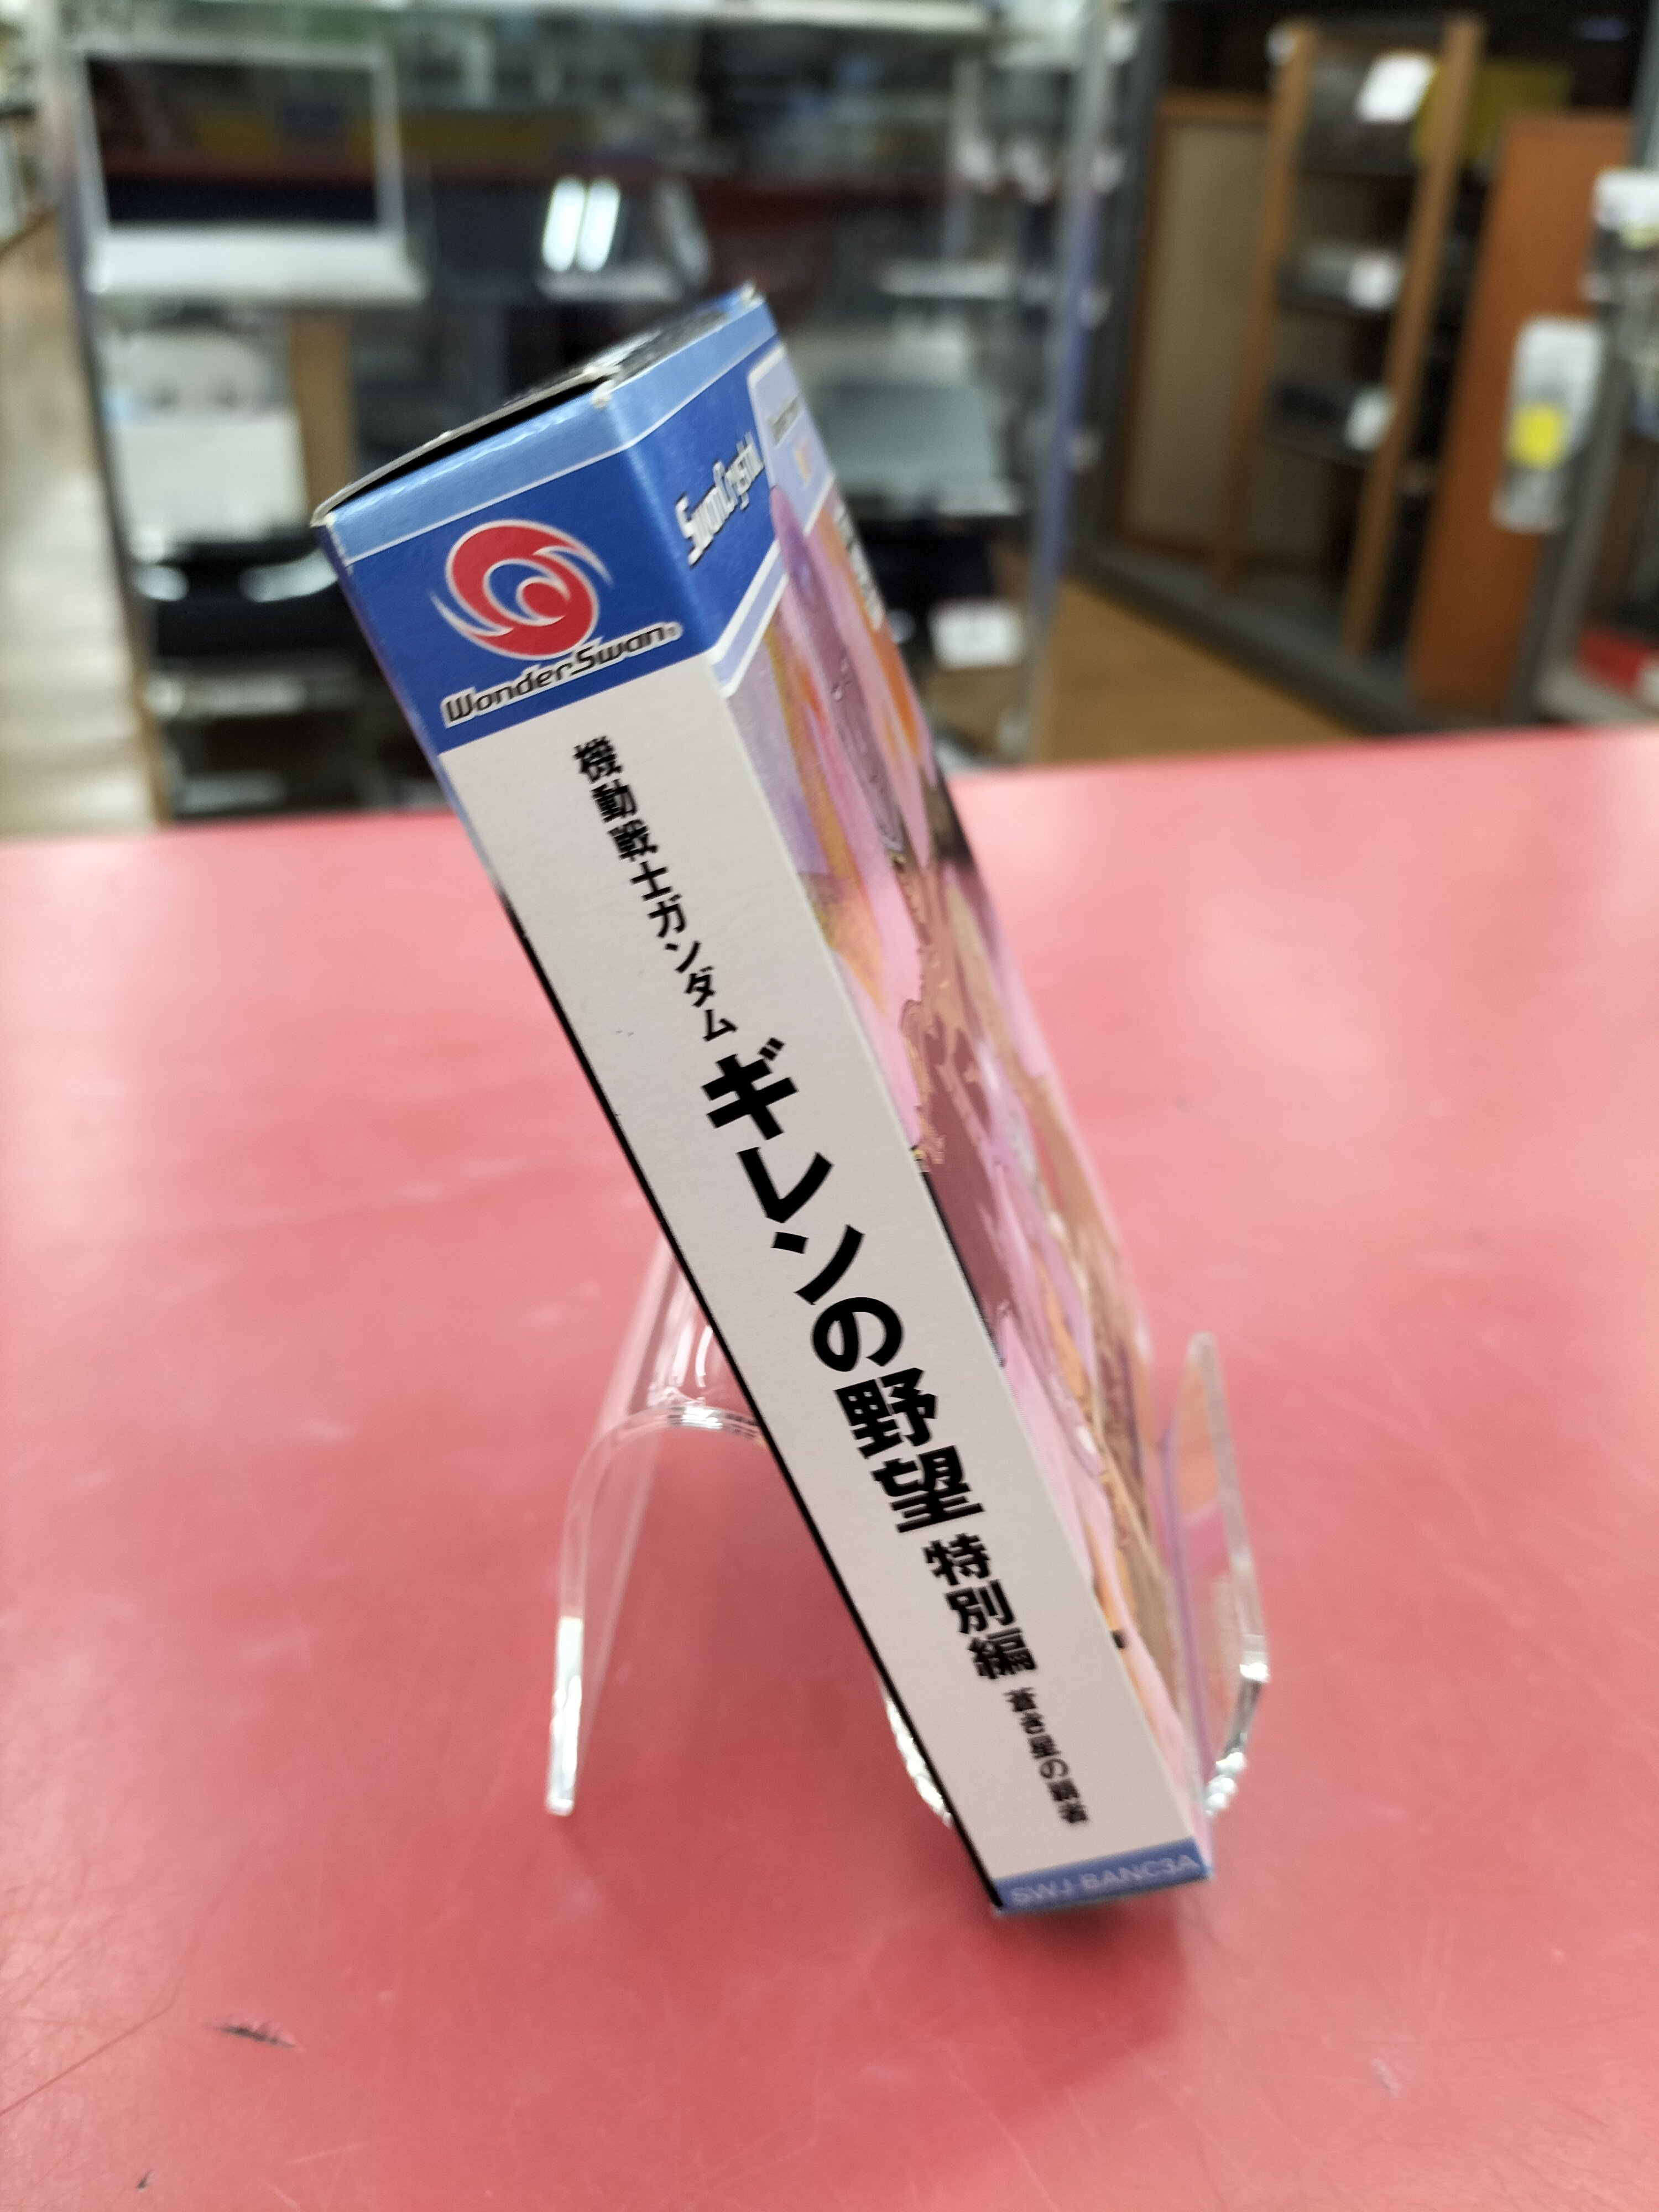 WonderSwan
SwanCrystal
機動戦士ガンダム
ギレンの野望
特別編
蒼き星の覇者
SWJ-BANC3A